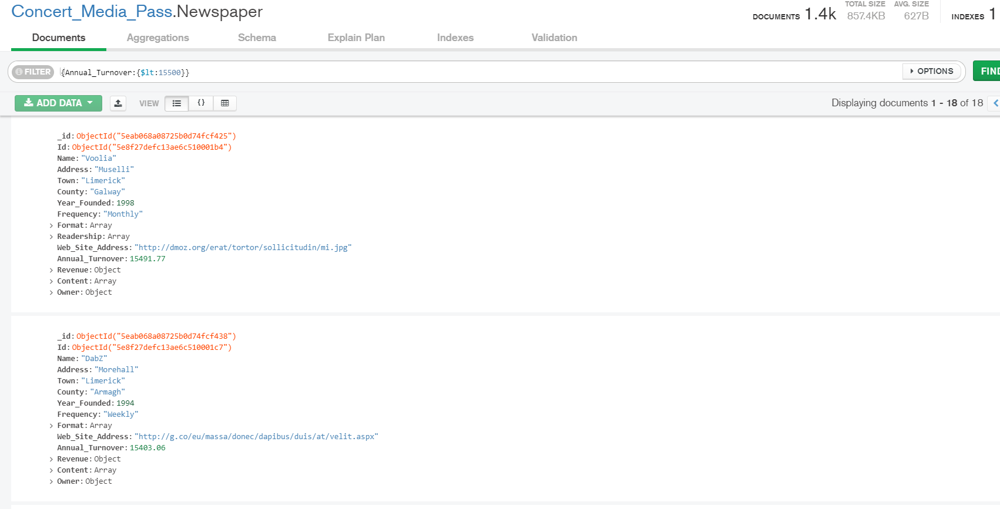 Concert_Media_Pass.Newspaper
DOCUMENTS 1.4k TOTAL SIZE 857.4KB AVG. SIZE 627B INDEXES 1
Documents Aggregations Schema Explain Plan Indexes Validation
FILTER {Annual_Turnover:{$lt:15500}} OPTIONS
ADD DATA VIEW {} Displaying documents 1 - 18 of 18
_id: ObjectId("5eab068a08725b0d74fcf425")
Id: ObjectId("5e8f27defc13ae6c510001b4")
Name: "Voolia"
Address: "Muselli"
Town: "Limerick"
County: "Galway"
Year_Founded: 1998
Frequency: "Monthly"
> Format: Array
> Readership: Array
Web_Site_Address: "http://dmoz.org/erat/tortor/sollicitudin/mi.jpg"
Annual_Turnover: 15491.77
> Revenue: Object
> Content: Array
> Owner: Object
_id: ObjectId("5eab068a08725b0d74fcf438")
Id: ObjectId("5e8f27defc13ae6c510001c7")
Name: "DabZ"
Address: "Morehall"
Town: "Limerick"
County: "Armagh"
Year_Founded: 1994
Frequency: "Weekly"
> Format: Array
Web_Site_Address: "http://g.co/eu/massa/donec/dapibus/duis/at/velit.aspx"
Annual_Turnover: 15403.06
> Revenue: Object
> Content: Array
> Owner: Object